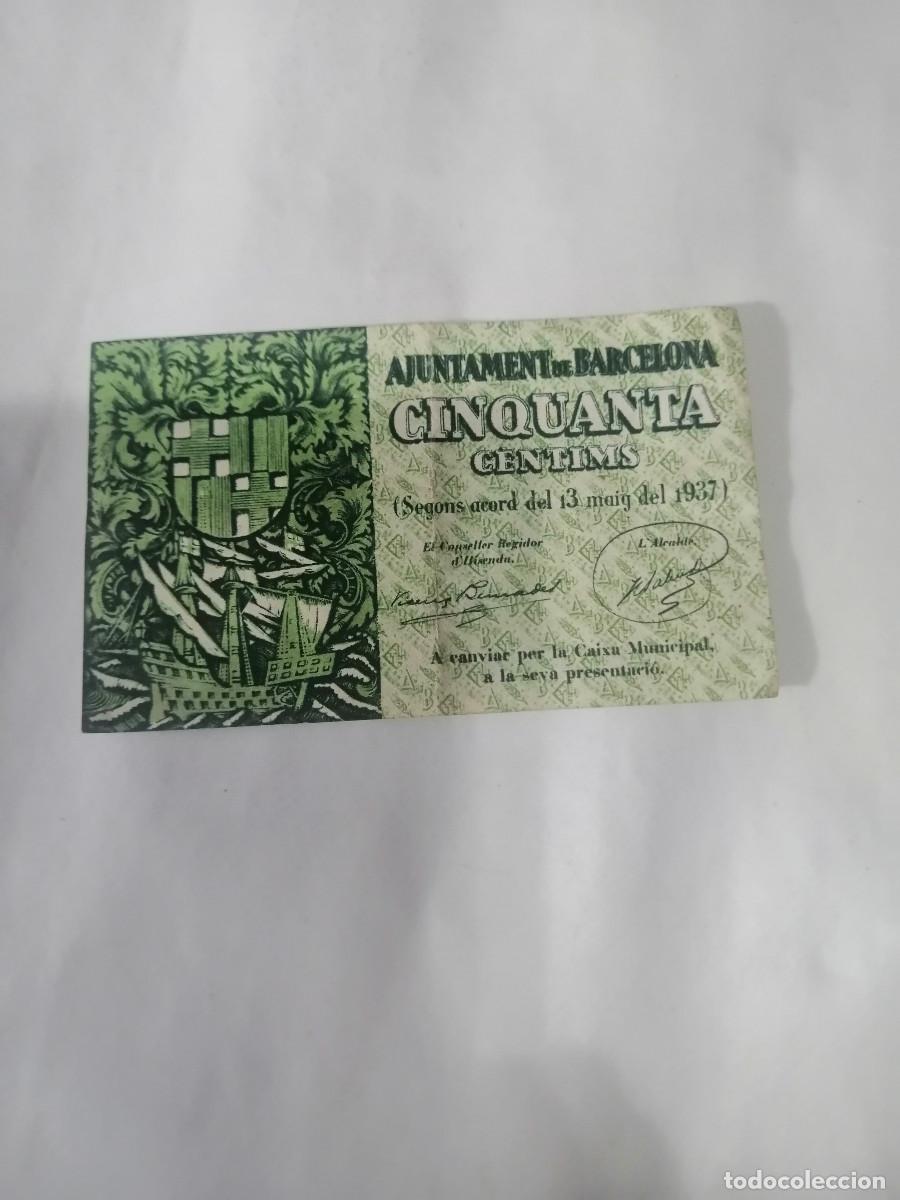 AJUNTAMENT DE BARCELONA
CINQUANTA
CENTIMS
(Segons acord del 13 maig del 1937)
El Conseller Regidor
d'Hisenda.
L'Alcalde,
A canviar per la Caixa Municipal,
a la seva presentació.
todocoleccion